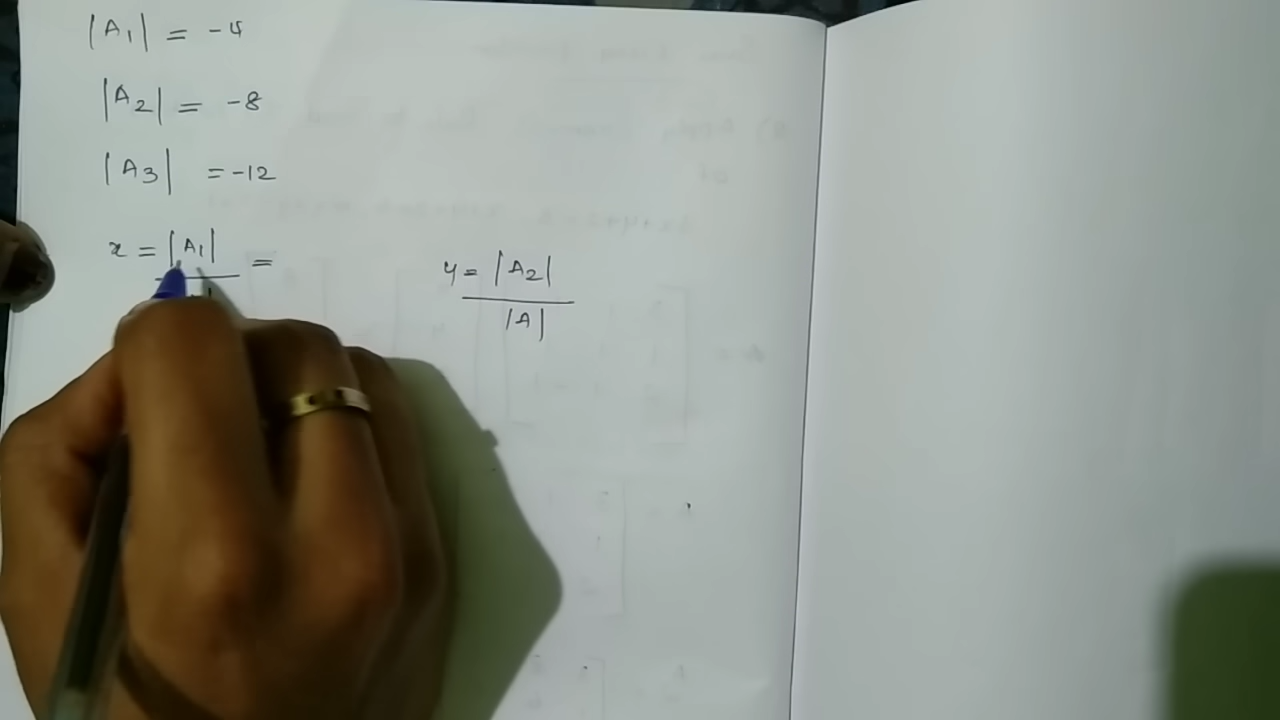 |A₁| = -4
|A₂| = -8
|A₃| = -12
x = |A₁| =
y = |A₂|
|A|